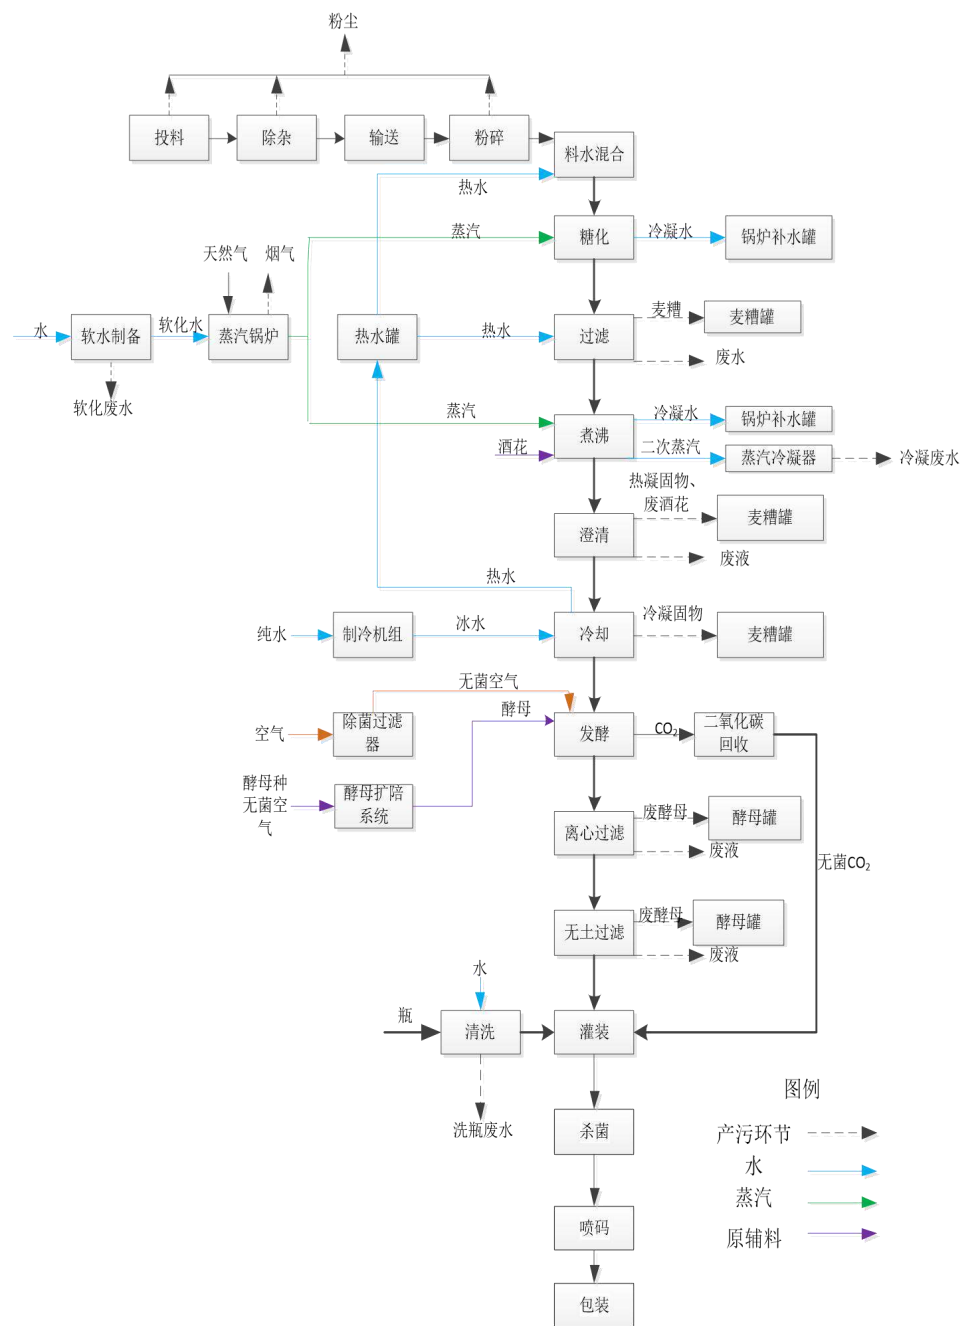 粉尘
投料
除杂
输送
粉碎
料水混合
热水
蒸汽
糖化
冷凝水
锅炉补水罐
天然气
烟气
水
软水制备
软化水
蒸汽锅炉
热水罐
热水
过滤
麦糟
麦糟罐
废水
软化废水
蒸汽
酒花
煮沸
冷凝水
锅炉补水罐
二次蒸汽
蒸汽冷凝器
冷凝废水
热凝固物、
废酒花
澄清
麦糟罐
废液
热水
纯水
制冷机组
冰水
冷却
冷凝固物
麦糟罐
无菌空气
空气
除菌过滤
器
酵母
发酵
CO₂
二氧化碳
回收
酵母种
无菌空
气
酵母扩陪
系统
离心过滤
废酵母
酵母罐
废液
无菌CO₂
无土过滤
废酵母
酵母罐
废液
水
瓶
清洗
灌装
洗瓶废水
杀菌
喷码
包装
图例
产污环节
水
蒸汽
原辅料